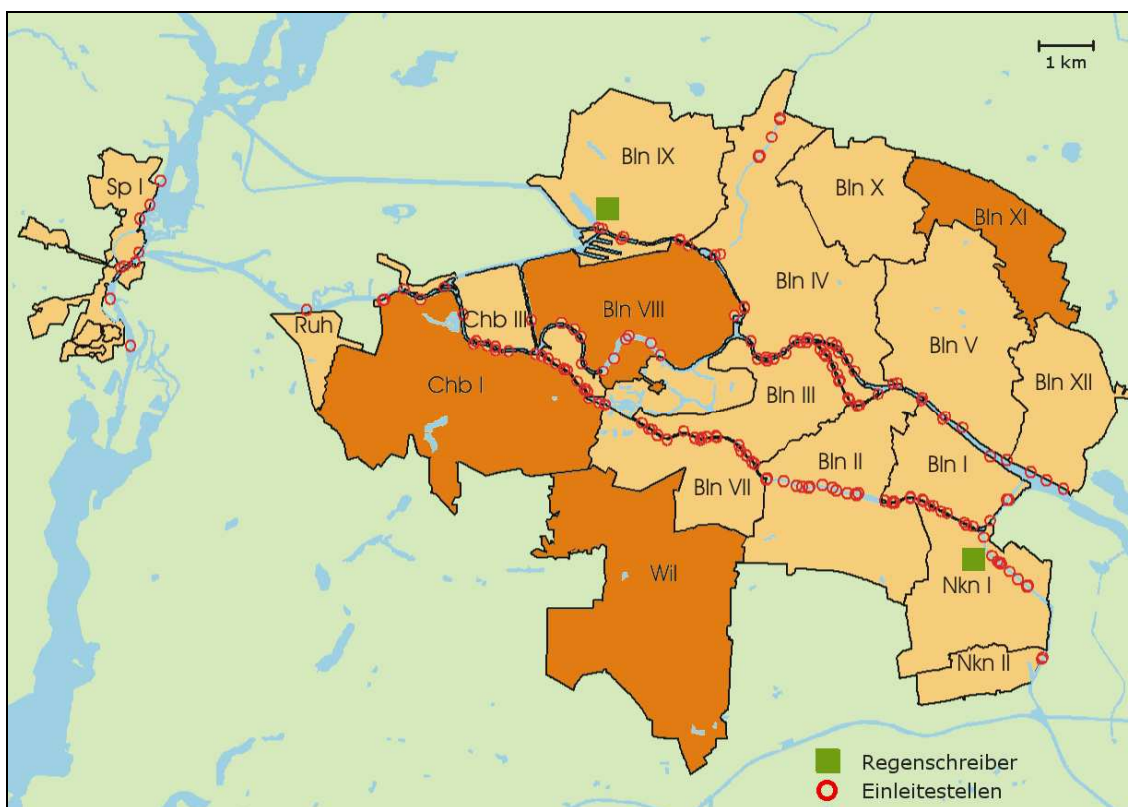 1 km
Bln IX
Sp I
Bln X
Bln XI
Bln IV
Bln VIII
Ruh
Chb III
Bln V
Bln XII
Chb I
Bln III
Bln II
Bln I
Bln VII
Wil
Nkn I
Nkn II
Regenschreiber
Einleitestellen